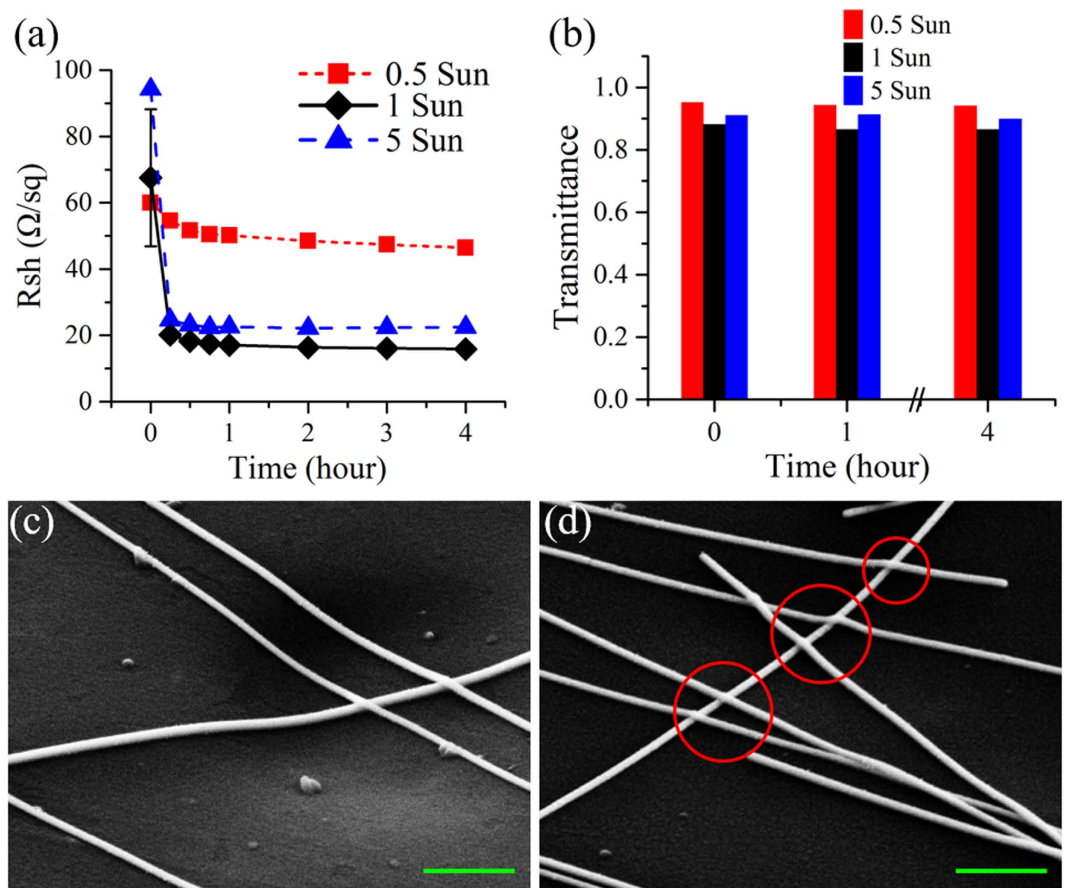 (a)
0.5 Sun
1 Sun
5 Sun
Rsh (Ω/sq)
100
80
60
40
20
0
0 1 2 3 4
Time (hour)
(b)
0.5 Sun
1 Sun
5 Sun
Transmittance
1.0
0.8
0.6
0.4
0.2
0.0
0 1 4
Time (hour)
(c)
(d)